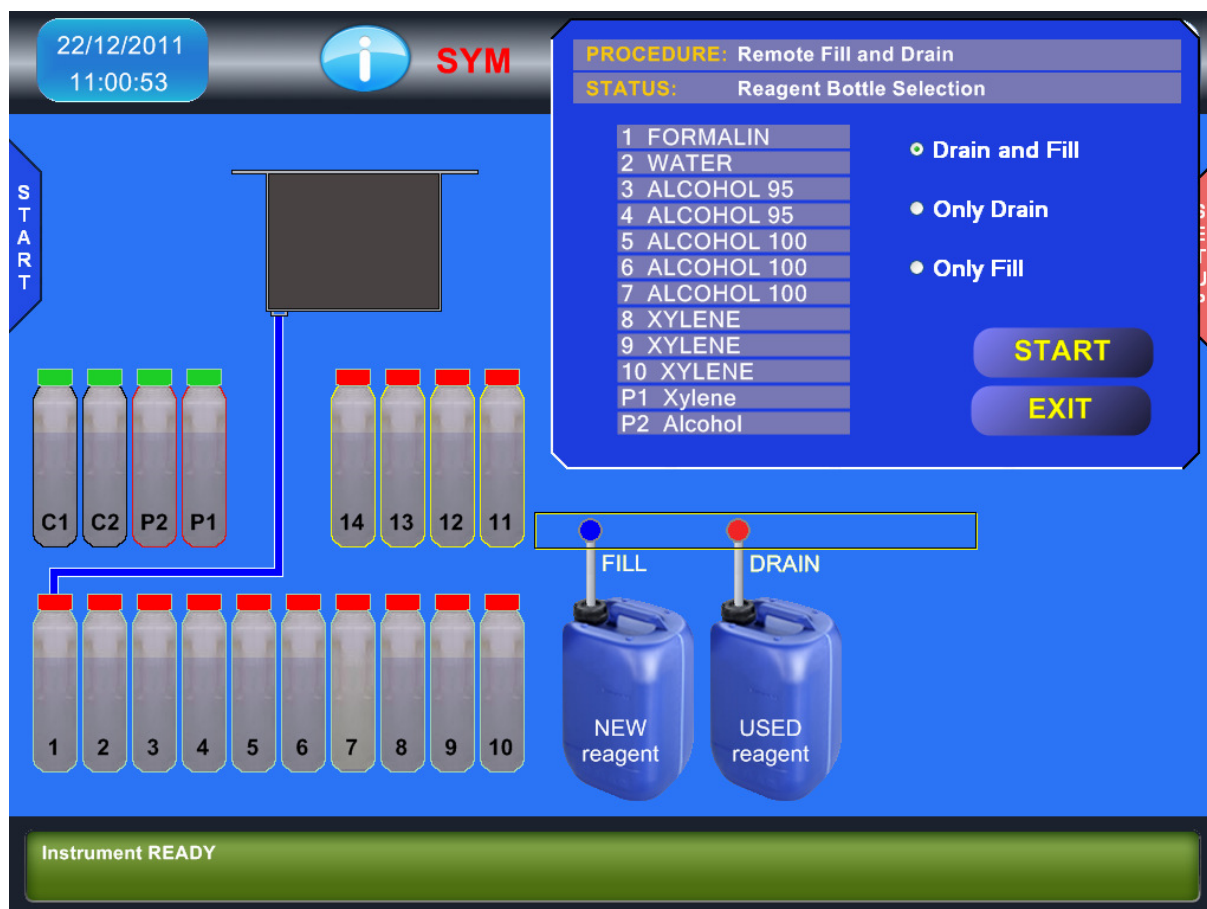 22/12/2011
11:00:53
SYM
PROCEDURE: Remote Fill and Drain
STATUS: Reagent Bottle Selection
1 FORMALIN
2 WATER
3 ALCOHOL 95
4 ALCOHOL 95
5 ALCOHOL 100
6 ALCOHOL 100
7 ALCOHOL 100
8 XYLENE
9 XYLENE
10 XYLENE
P1 Xylene
P2 Alcohol
Drain and Fill
Only Drain
Only Fill
START
EXIT
START
SETUP
C1 C2 P2 P1 14 13 12 11
FILL DRAIN
1 2 3 4 5 6 7 8 9 10
NEW
reagent
USED
reagent
Instrument READY